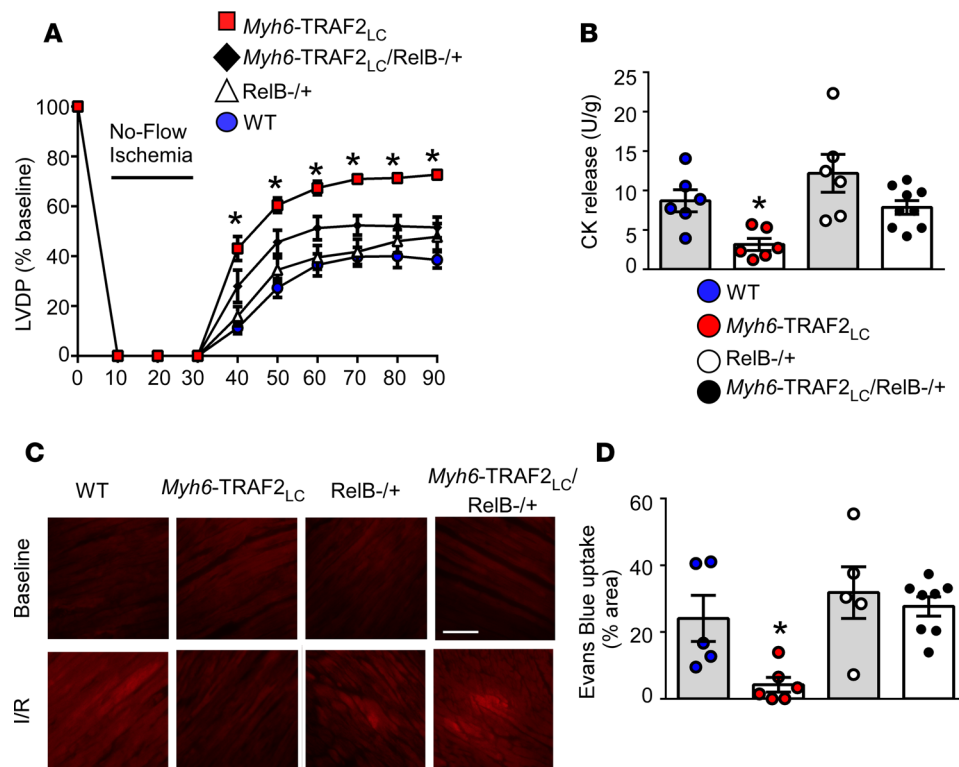 A
Myh6-TRAF2LC
Myh6-TRAF2LC/RelB-/+
RelB-/+
WT
No-Flow
Ischemia
LVDP (% baseline)
100
80
60
40
20
0
0 10 20 30 40 50 60 70 80 90
* * * * * *
B
CK release (U/g)
25
20
15
10
5
0
*
WT
Myh6-TRAF2LC
RelB-/+
Myh6-TRAF2LC/RelB-/+
C
WT Myh6-TRAF2LC RelB-/+ Myh6-TRAF2LC/
RelB-/+
Baseline
I/R
D
Evans Blue uptake
(% area)
60
40
20
0
*